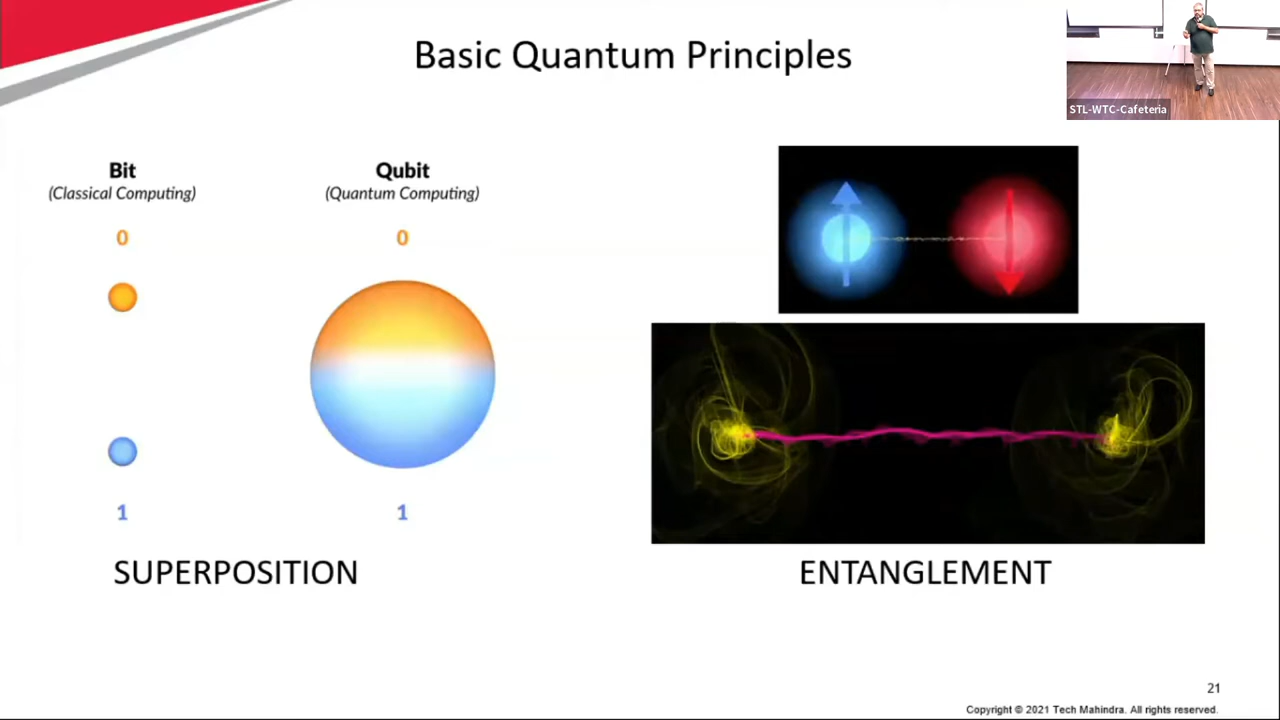 Basic Quantum Principles
STL-WTC-Cafeteria
Bit
(Classical Computing)
0
1
Qubit
(Quantum Computing)
0
1
SUPERPOSITION
ENTANGLEMENT
21
Copyright © 2021 Tech Mahindra. All rights reserved.